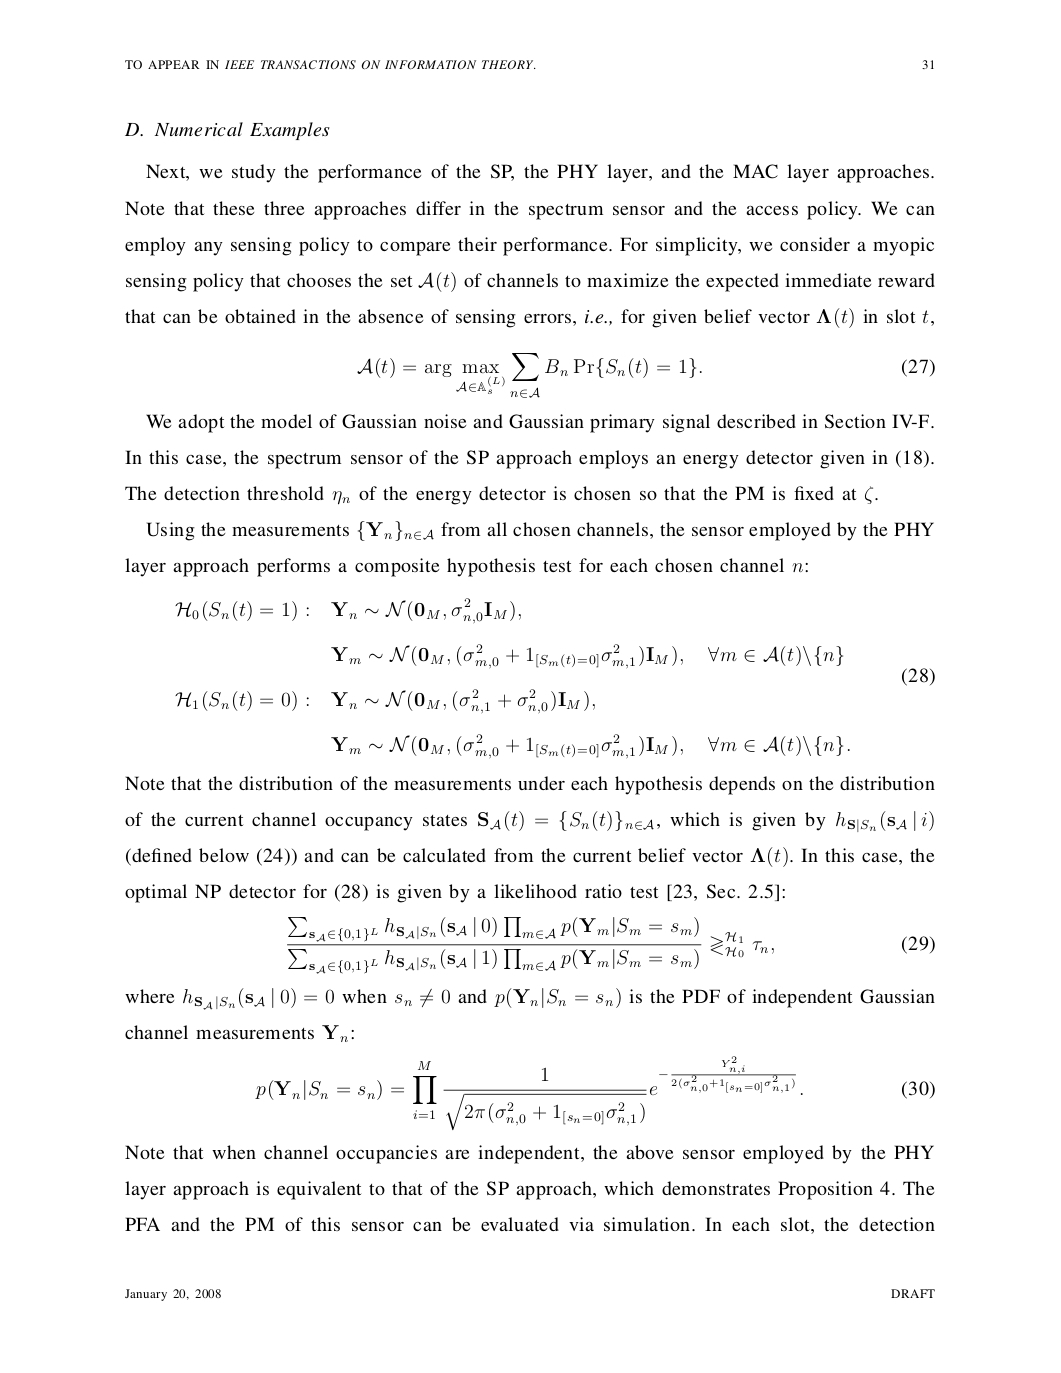 TO APPEAR IN IEEE TRANSACTIONS ON INFORMATION THEORY. 31
D. Numerical Examples
Next, we study the performance of the SP, the PHY layer, and the MAC layer approaches.
Note that these three approaches differ in the spectrum sensor and the access policy. We can
employ any sensing policy to compare their performance. For simplicity, we consider a myopic
sensing policy that chooses the set $\mathcal{A}(t)$ of channels to maximize the expected immediate reward
that can be obtained in the absence of sensing errors, i.e., for given belief vector $\mathbf{\Lambda}(t)$ in slot $t$,
$\mathcal{A}(t) = \arg\max_{\mathcal{A} \in \mathbb{A}_s^{(L)}} \sum_{n \in \mathcal{A}} B_n \Pr\{S_n(t) = 1\}.$ (27)
We adopt the model of Gaussian noise and Gaussian primary signal described in Section IV-F.
In this case, the spectrum sensor of the SP approach employs an energy detector given in (18).
The detection threshold $\eta_n$ of the energy detector is chosen so that the PM is fixed at $\zeta$.
Using the measurements $\{\mathbf{Y}_n\}_{n \in \mathcal{A}}$ from all chosen channels, the sensor employed by the PHY
layer approach performs a composite hypothesis test for each chosen channel $n$:
$\mathcal{H}_0(S_n(t) = 1) : \quad \mathbf{Y}_n \sim \mathcal{N}(\mathbf{0}_M, \sigma_{n,0}^2 \mathbf{I}_M),$
$\mathbf{Y}_m \sim \mathcal{N}(\mathbf{0}_M, (\sigma_{m,0}^2 + 1_{[S_m(t)=0]} \sigma_{m,1}^2) \mathbf{I}_M), \quad \forall m \in \mathcal{A}(t) \backslash \{n\}$
(28)
$\mathcal{H}_1(S_n(t) = 0) : \quad \mathbf{Y}_n \sim \mathcal{N}(\mathbf{0}_M, (\sigma_{n,1}^2 + \sigma_{n,0}^2) \mathbf{I}_M),$
$\mathbf{Y}_m \sim \mathcal{N}(\mathbf{0}_M, (\sigma_{m,0}^2 + 1_{[S_m(t)=0]} \sigma_{m,1}^2) \mathbf{I}_M), \quad \forall m \in \mathcal{A}(t) \backslash \{n\}.$
Note that the distribution of the measurements under each hypothesis depends on the distribution
of the current channel occupancy states $\mathbf{S}_{\mathcal{A}}(t) = \{S_n(t)\}_{n \in \mathcal{A}}$, which is given by $h_{\mathbf{S}|S_n}(\mathbf{s}_{\mathcal{A}} \,|\, i)$
(defined below (24)) and can be calculated from the current belief vector $\mathbf{\Lambda}(t)$. In this case, the
optimal NP detector for (28) is given by a likelihood ratio test [23, Sec. 2.5]:
$\frac{\sum_{\mathbf{s}_{\mathcal{A}} \in \{0,1\}^L} h_{\mathbf{S}_{\mathcal{A}}|S_n}(\mathbf{s}_{\mathcal{A}} \,|\, 0) \prod_{m \in \mathcal{A}} p(\mathbf{Y}_m | S_m = s_m)}{\sum_{\mathbf{s}_{\mathcal{A}} \in \{0,1\}^L} h_{\mathbf{S}_{\mathcal{A}}|S_n}(\mathbf{s}_{\mathcal{A}} \,|\, 1) \prod_{m \in \mathcal{A}} p(\mathbf{Y}_m | S_m = s_m)} \gtrless_{\mathcal{H}_0}^{\mathcal{H}_1} \tau_n,$ (29)
where $h_{\mathbf{S}_{\mathcal{A}}|S_n}(\mathbf{s}_{\mathcal{A}} \,|\, 0) = 0$ when $s_n \neq 0$ and $p(\mathbf{Y}_n | S_n = s_n)$ is the PDF of independent Gaussian
channel measurements $\mathbf{Y}_n$:
$p(\mathbf{Y}_n | S_n = s_n) = \prod_{i=1}^{M} \frac{1}{\sqrt{2\pi(\sigma_{n,0}^2 + 1_{[s_n=0]} \sigma_{n,1}^2)}} e^{-\frac{Y_{n,i}^2}{2(\sigma_{n,0}^2 + 1_{[s_n=0]} \sigma_{n,1}^2)}}.$ (30)
Note that when channel occupancies are independent, the above sensor employed by the PHY
layer approach is equivalent to that of the SP approach, which demonstrates Proposition 4. The
PFA and the PM of this sensor can be evaluated via simulation. In each slot, the detection
January 20, 2008 DRAFT